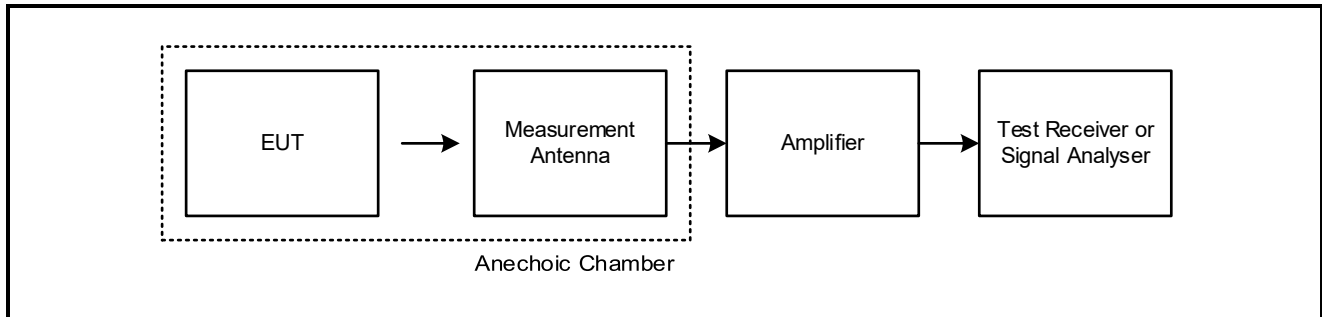 EUT
Measurement
Antenna
Amplifier
Test Receiver or
Signal Analyser
Anechoic Chamber